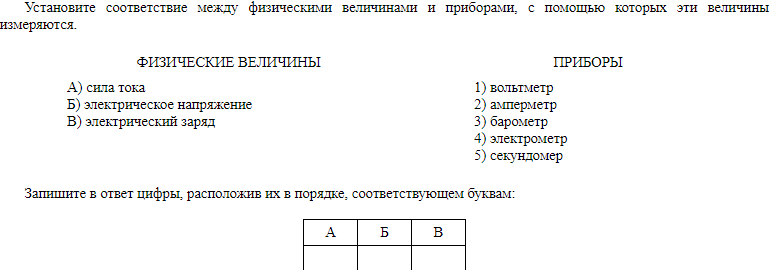 Установите соответствие между физическими величинами и приборами, с помощью которых эти величины
измеряются.
ФИЗИЧЕСКИЕ ВЕЛИЧИНЫ
А) сила тока
Б) электрическое напряжение
В) электрический заряд
ПРИБОРЫ
1) вольтметр
2) амперметр
3) барометр
4) электрометр
5) секундомер
Запишите в ответ цифры, расположив их в порядке, соответствующем буквам:
А Б В